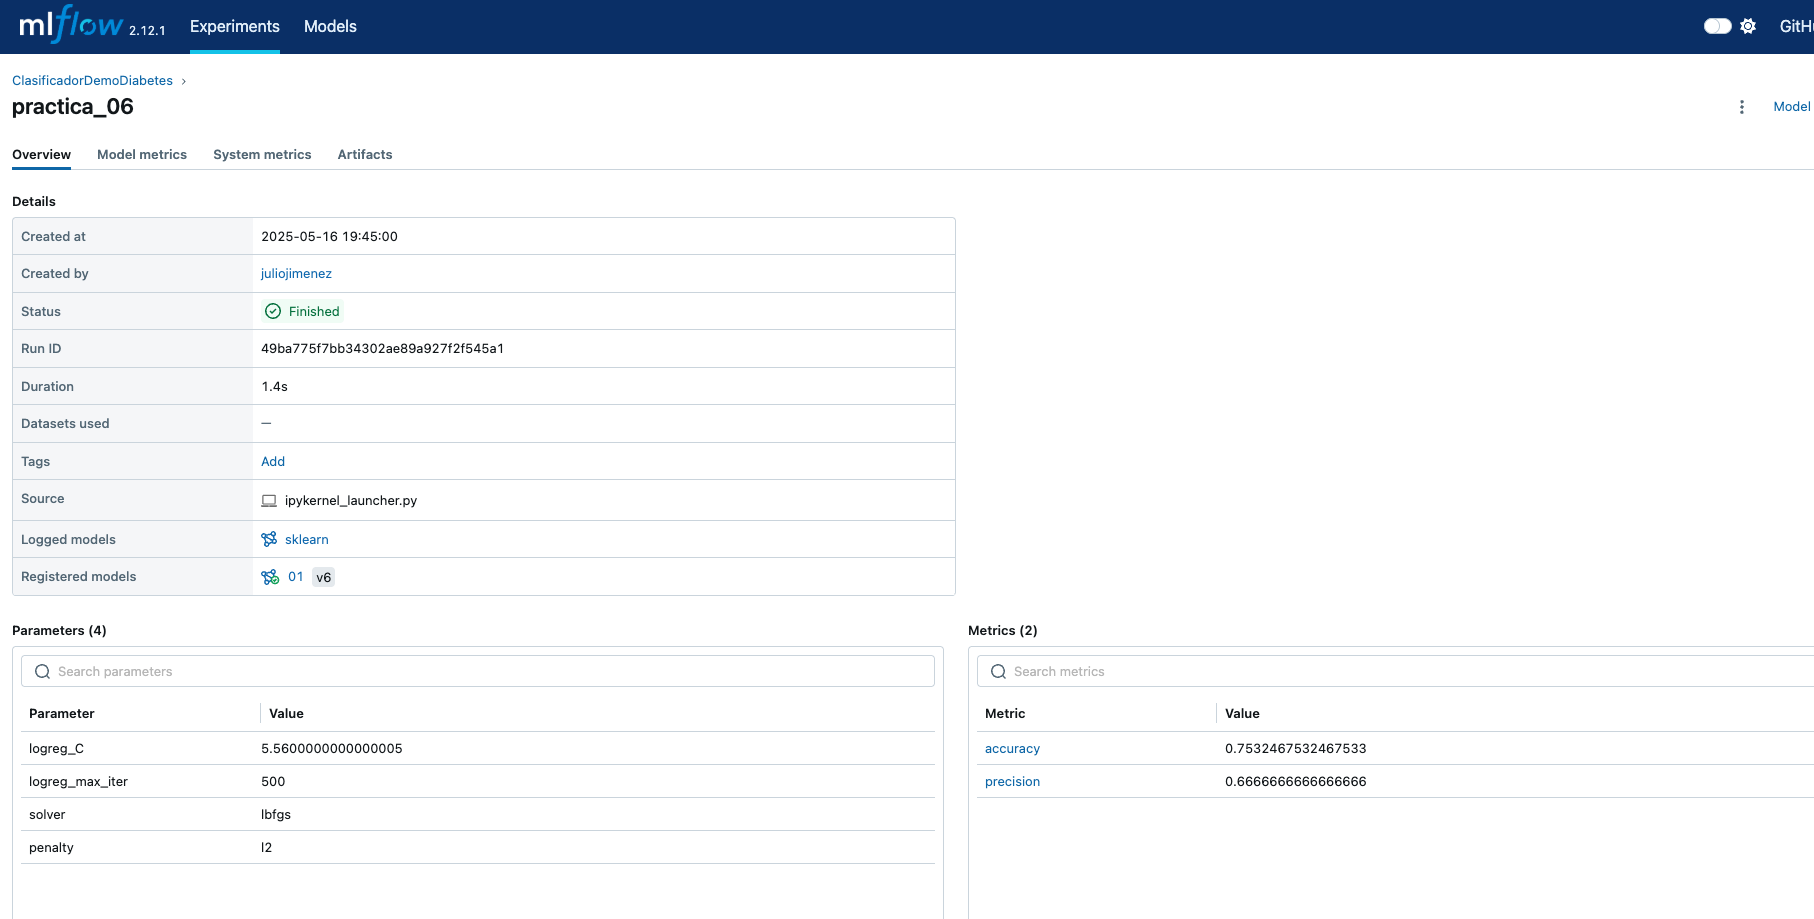 mlflow 2.12.1 Experiments Models GitHu
ClasificadorDemoDiabetes ›
practica_06
Model
Overview Model metrics System metrics Artifacts
Details
Created at 2025-05-16 19:45:00
Created by juliojimenez
Status Finished
Run ID 49ba775f7bb34302ae89a927f2f545a1
Duration 1.4s
Datasets used —
Tags Add
Source ipykernel_launcher.py
Logged models sklearn
Registered models 01 v6
Parameters (4)
Search parameters
Parameter Value
logreg_C 5.5600000000000005
logreg_max_iter 500
solver lbfgs
penalty l2
Metrics (2)
Search metrics
Metric Value
accuracy 0.7532467532467533
precision 0.6666666666666666